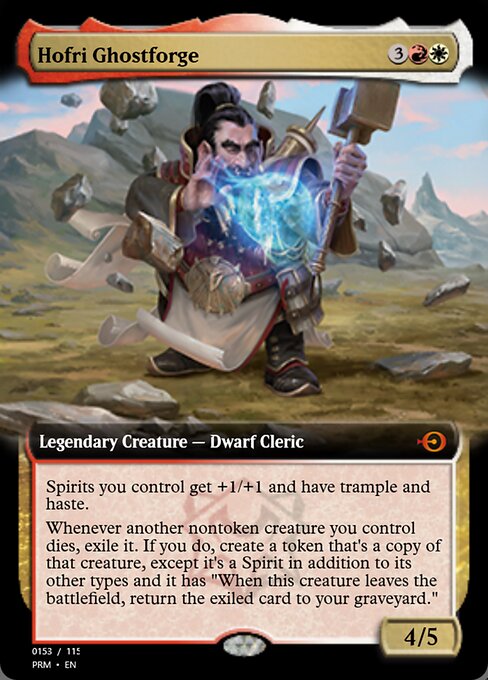 Hofri Ghostforge 3
Legendary Creature — Dwarf Cleric
Spirits you control get +1/+1 and have trample and
haste.
Whenever another nontoken creature you control
dies, exile it. If you do, create a token that's a copy of
that creature, except it's a Spirit in addition to its
other types and it has "When this creature leaves the
battlefield, return the exiled card to your graveyard."
4/5
0153 / 115
PRM • EN